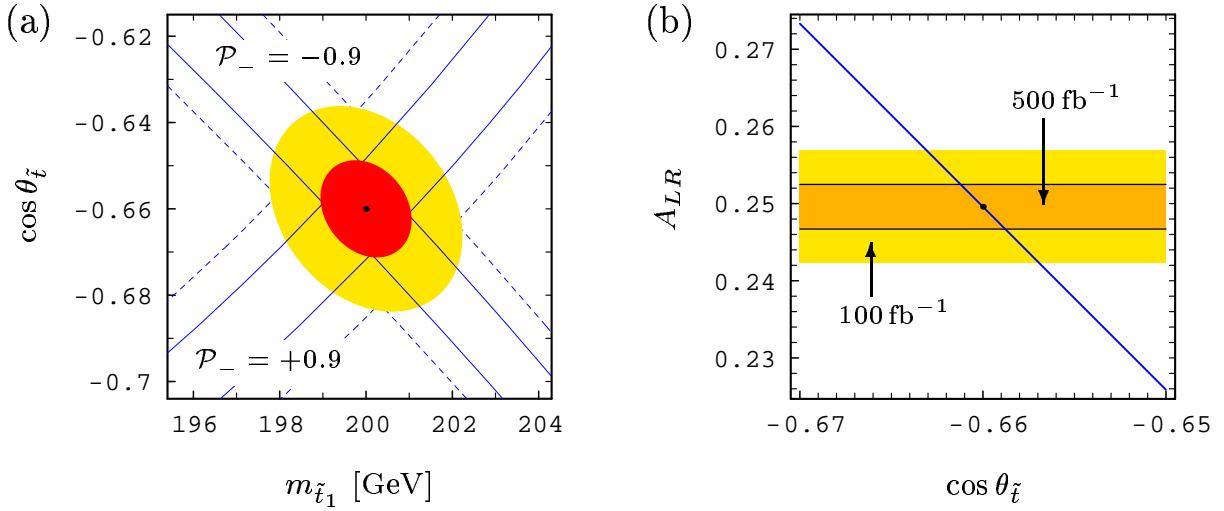 (a)
-0.62
-0.64
-0.66
-0.68
-0.7
cos θ_t̃
𝒫₋ = −0.9
𝒫₋ = +0.9
196 198 200 202 204
m_t̃₁ [GeV]
(b)
0.27
0.26
0.25
0.24
0.23
A_LR
500 fb⁻¹
100 fb⁻¹
-0.67 -0.66 -0.65
cos θ_t̃